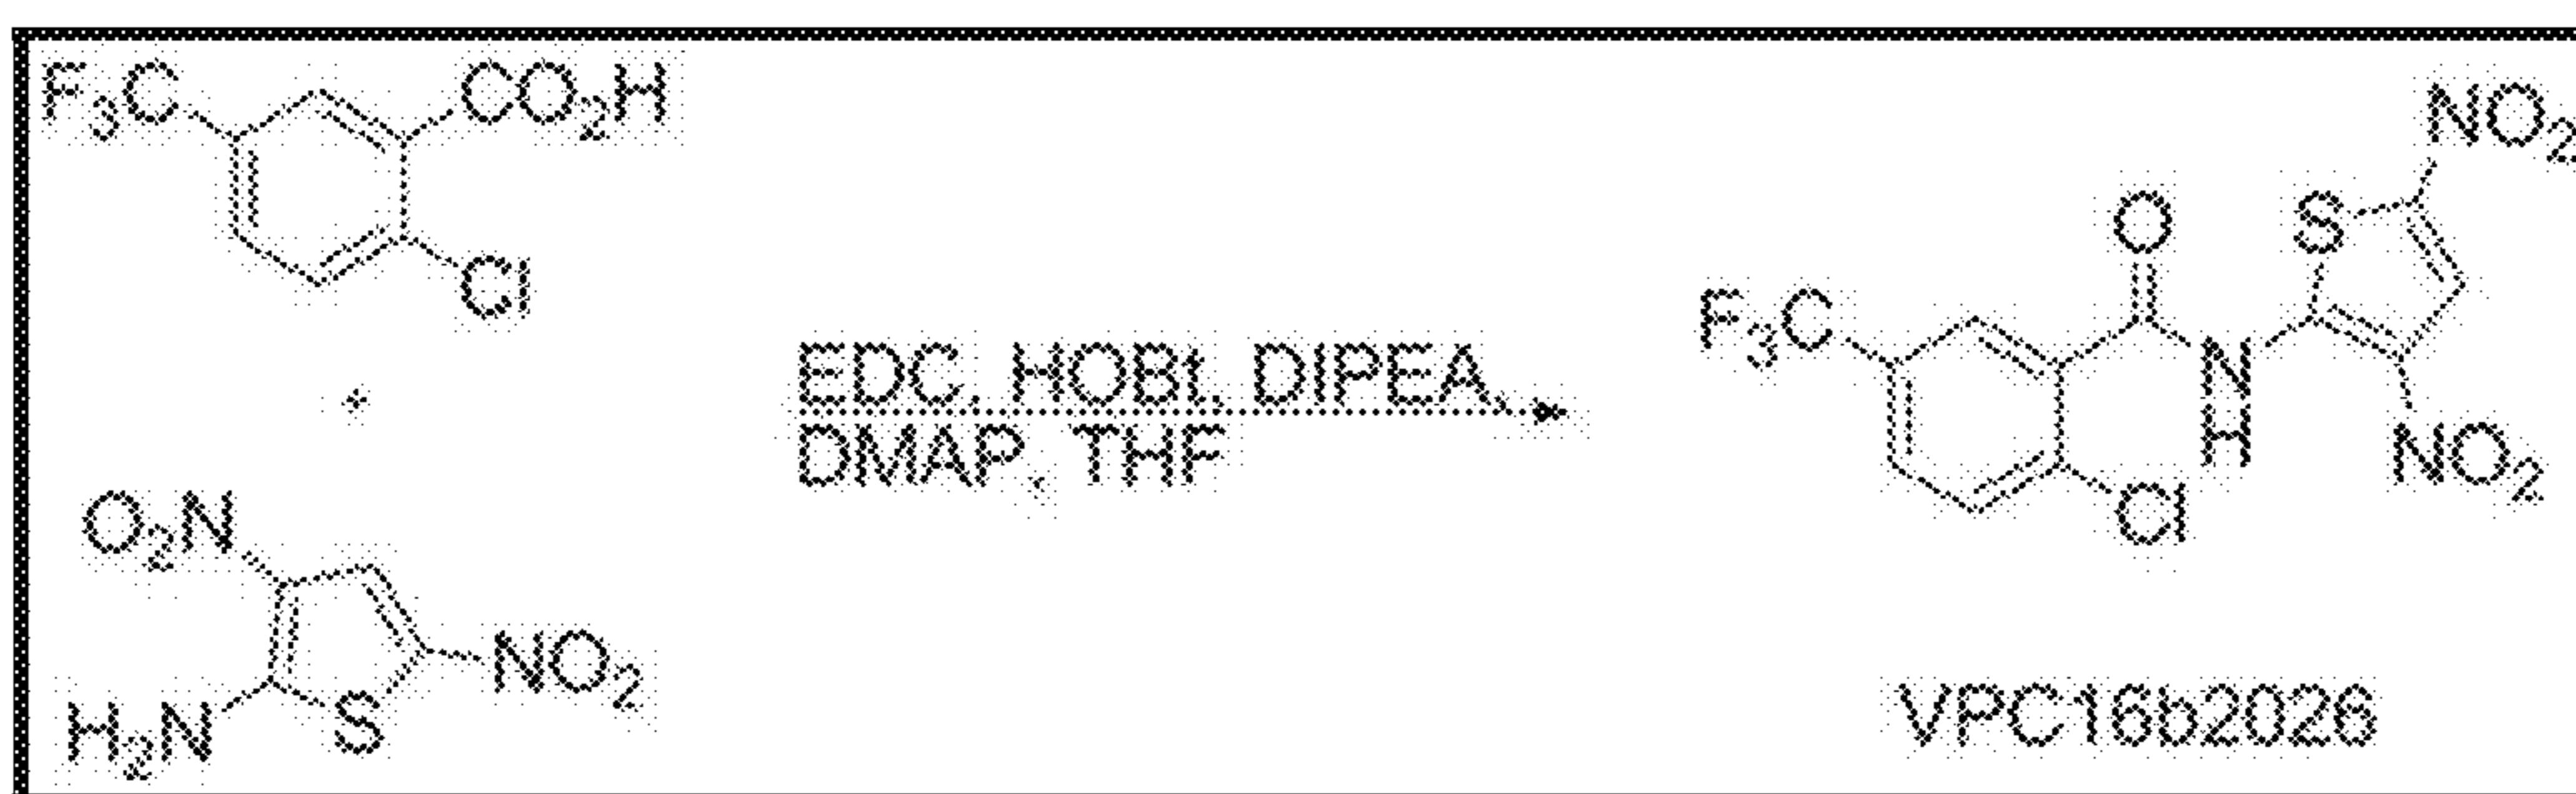 F3C
CO2H
Cl
+
O2N
NO2
H2N
S
EDC, HOBt, DIPEA,
DMAP, THF
NO2
S
O
F3C
N
H
NO2
Cl
VPC16b2026